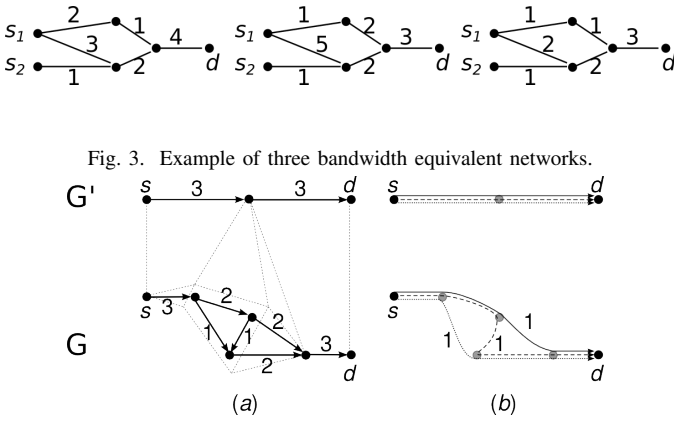 s1 2 1 3 4 s2 1 2 d
s1 1 2 5 3 s2 1 2 d
s1 1 1 2 3 s2 1 2 d
Fig. 3. Example of three bandwidth equivalent networks.
G' s 3 3 d
s d
s 3 2 1 1 2 2 3 d
G
s 1 1 1 d
(a) (b)